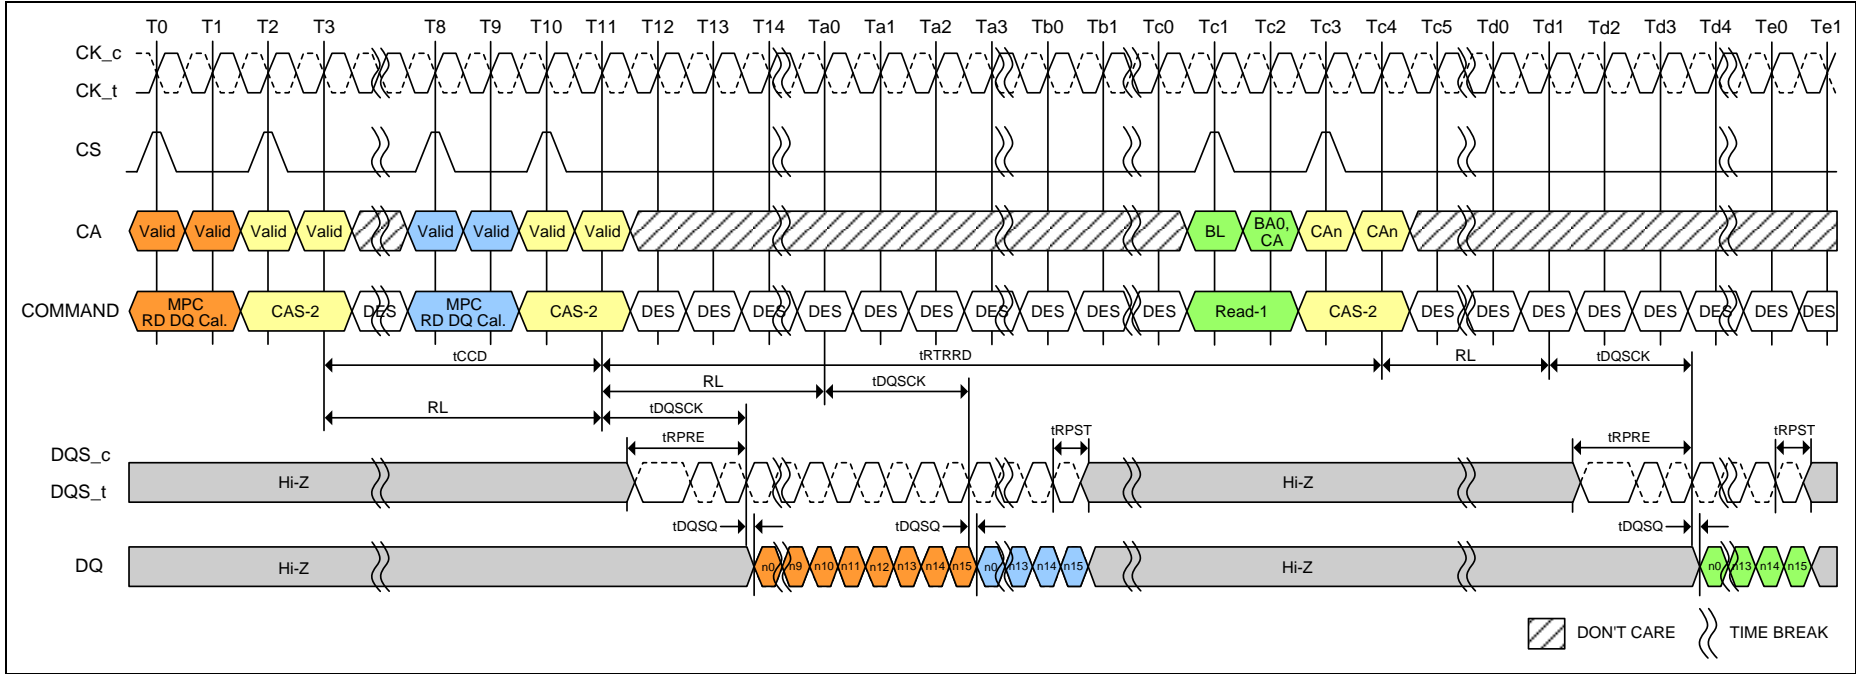 T0 T1 T2 T3 T8 T9 T10 T11 T12 T13 T14 Ta0 Ta1 Ta2 Ta3 Tb0 Tb1 Tc0 Tc1 Tc2 Tc3 Tc4 Tc5 Td0 Td1 Td2 Td3 Td4 Te0 Te1
CK_c
CK_t
CS
CA Valid Valid Valid Valid Valid Valid Valid Valid BL BA0, CA CAn CAn
COMMAND MPC RD DQ Cal. CAS-2 DES MPC RD DQ Cal. CAS-2 DES DES DES DES DES DES DES DES DES DES Read-1 CAS-2 DES DES DES DES DES DES DES DES
tCCD tRTRRD RL tDQSCK
RL tDQSCK
RL tDQSCK
tRPRE tRPST tRPRE tRPST
DQS_c
DQS_t
Hi-Z Hi-Z
tDQSQ tDQSQ tDQSQ
DQ Hi-Z n0 n9 n10 n11 n12 n13 n14 n15 n0 n13 n14 n15 Hi-Z n0 n13 n14 n15
DON'T CARE TIME BREAK